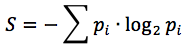 S = − ∑ pᵢ · log₂ pᵢ